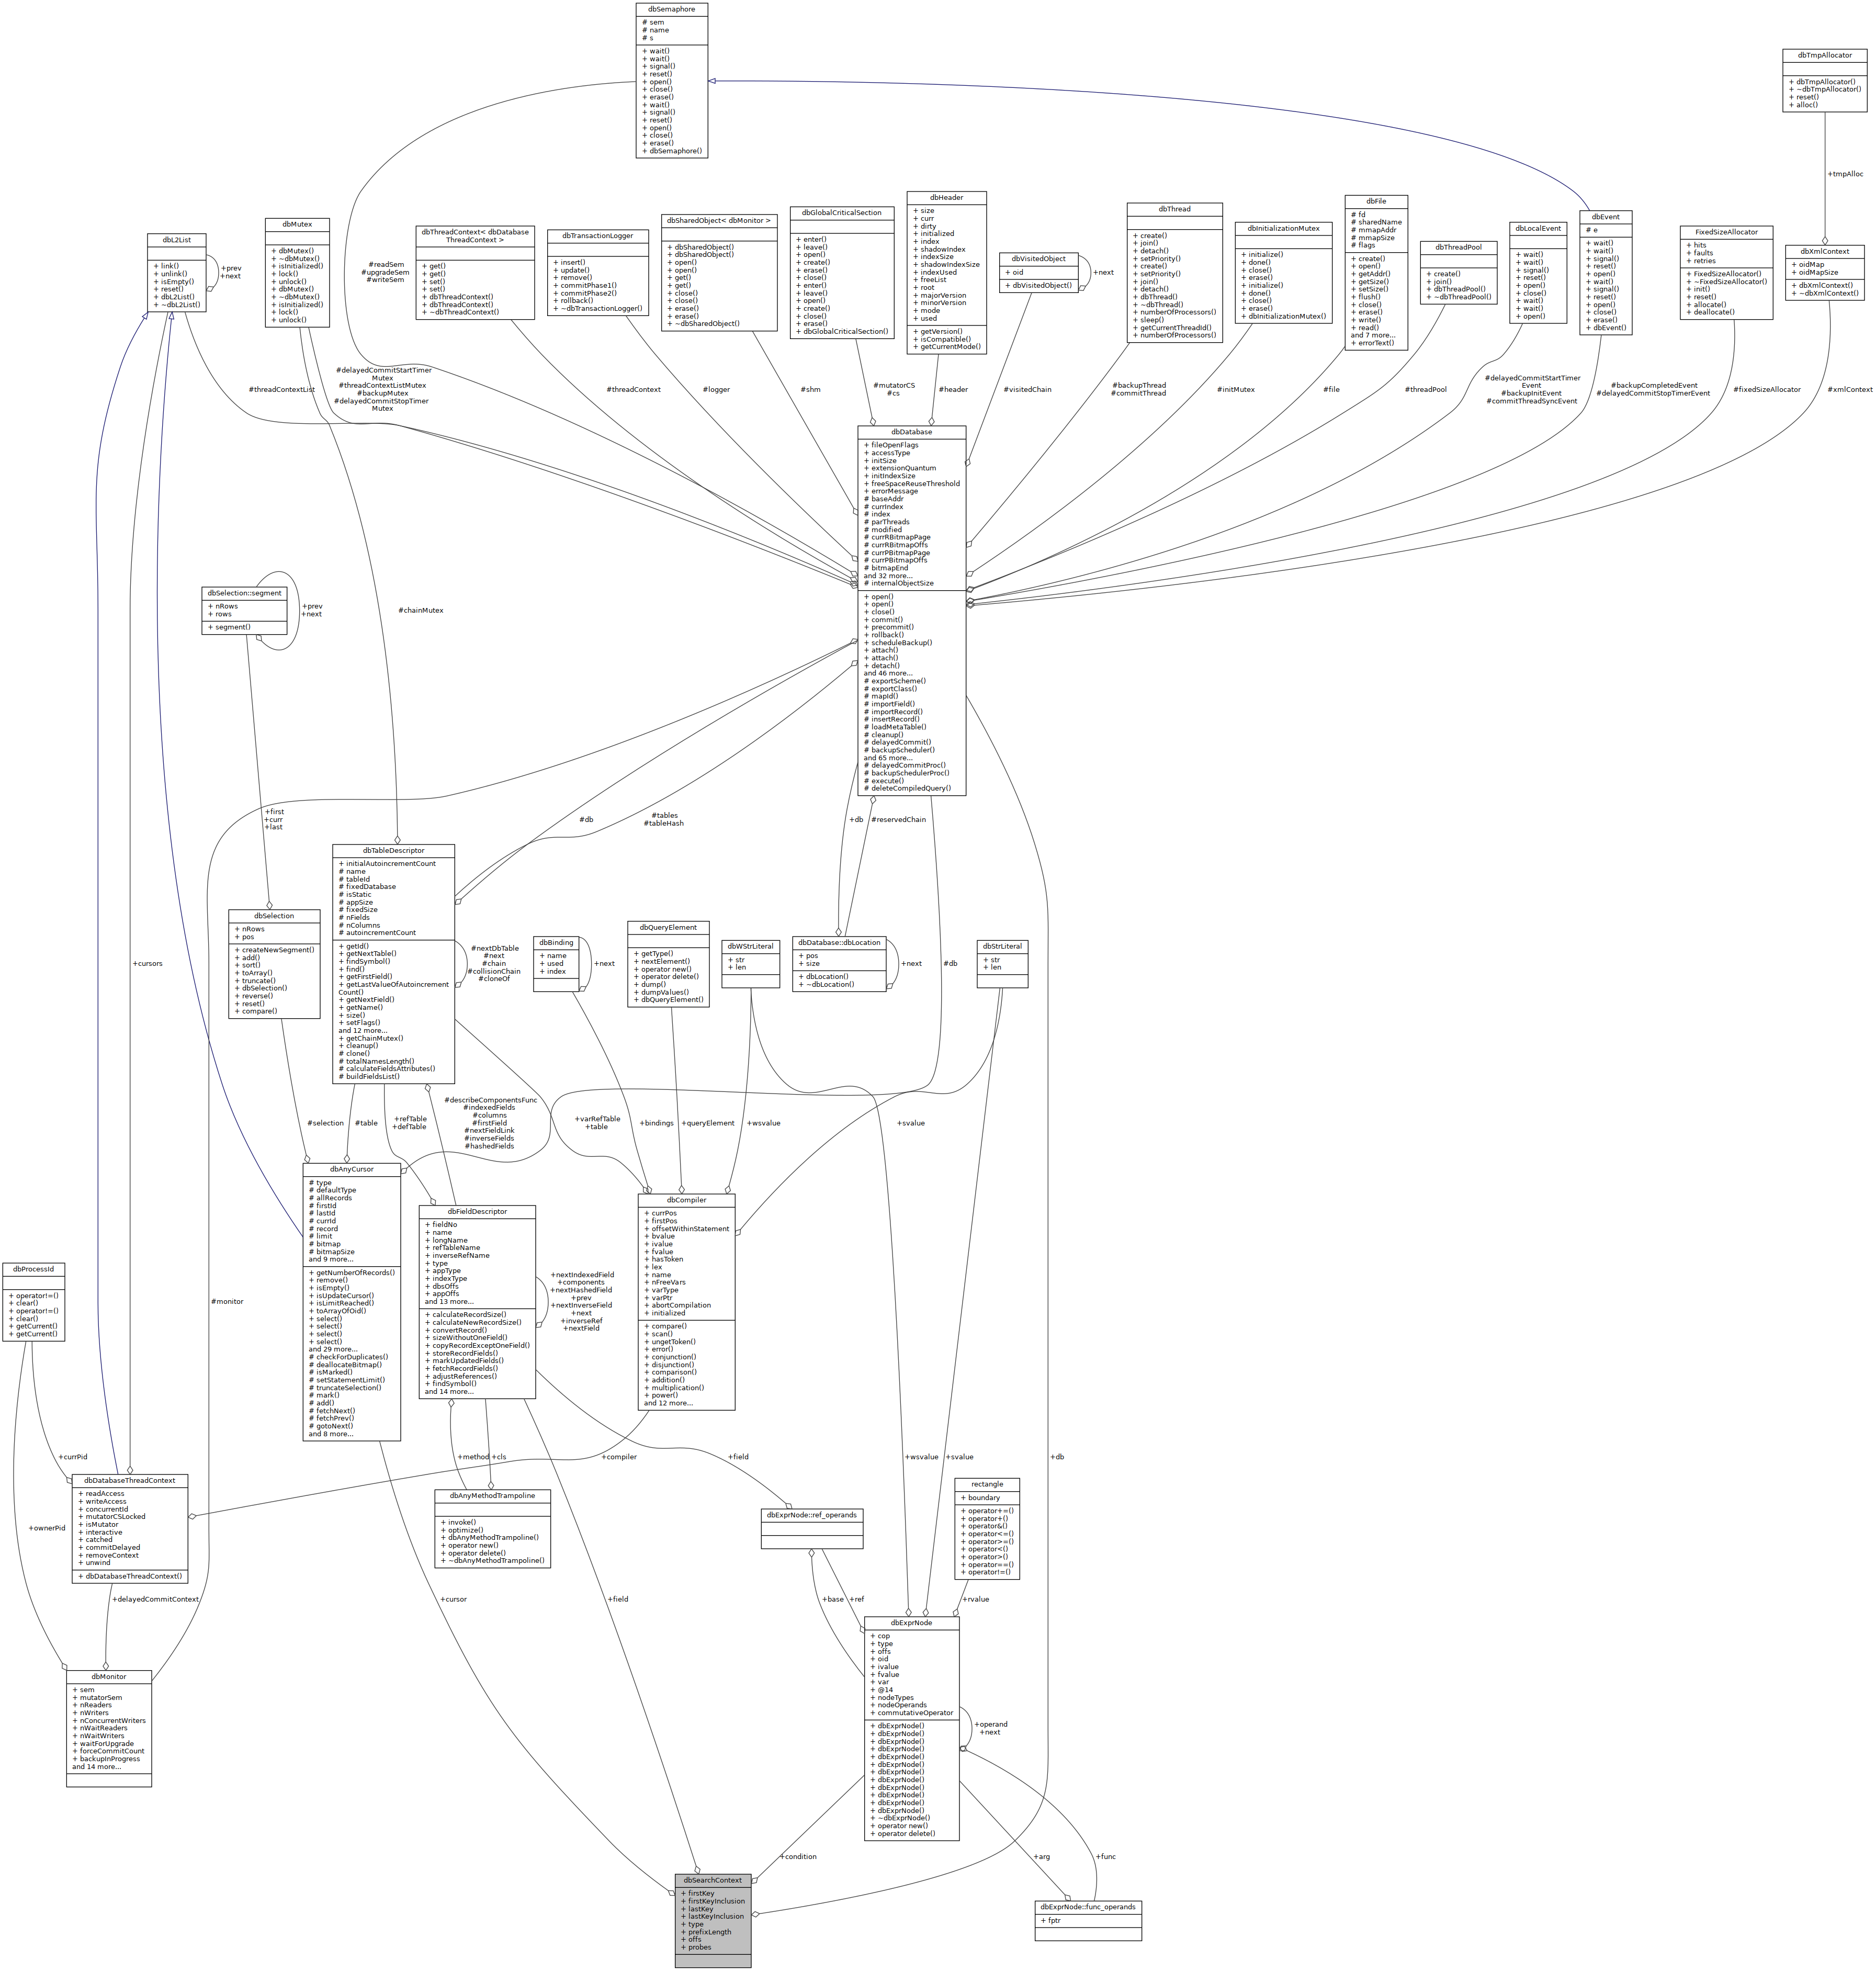 dbSemaphore
# sem
# name
# s
+ wait()
+ wait()
+ signal()
+ reset()
+ open()
+ close()
+ erase()
+ wait()
+ signal()
+ reset()
+ open()
+ close()
+ erase()
+ dbSemaphore()
dbTmpAllocator
+ dbTmpAllocator()
+ ~dbTmpAllocator()
+ reset()
+ alloc()
+tmpAlloc
dbL2List
+ link()
+ unlink()
+ isEmpty()
+ reset()
+ dbL2List()
+ ~dbL2List()
+prev
+next
dbMutex
+ dbMutex()
+ ~dbMutex()
+ isInitialized()
+ lock()
+ unlock()
+ dbMutex()
+ ~dbMutex()
+ isInitialized()
+ lock()
+ unlock()
#readSem
#upgradeSem
#writeSem
dbThreadContext< dbDatabase
ThreadContext >
+ get()
+ get()
+ set()
+ set()
+ dbThreadContext()
+ dbThreadContext()
+ ~dbThreadContext()
dbTransactionLogger
+ insert()
+ update()
+ remove()
+ commitPhase1()
+ commitPhase2()
+ rollback()
+ ~dbTransactionLogger()
dbSharedObject< dbMonitor >
+ dbSharedObject()
+ dbSharedObject()
+ open()
+ open()
+ get()
+ get()
+ close()
+ close()
+ erase()
+ erase()
+ ~dbSharedObject()
dbGlobalCriticalSection
+ enter()
+ leave()
+ open()
+ create()
+ erase()
+ close()
+ enter()
+ leave()
+ open()
+ create()
+ close()
+ erase()
+ dbGlobalCriticalSection()
dbHeader
+ size
+ curr
+ dirty
+ initialized
+ index
+ shadowIndex
+ indexSize
+ shadowIndexSize
+ indexUsed
+ freeList
+ root
+ majorVersion
+ minorVersion
+ mode
+ used
+ getVersion()
+ isCompatible()
+ getCurrentMode()
dbVisitedObject
+ oid
+ dbVisitedObject()
+next
dbThread
+ create()
+ join()
+ detach()
+ setPriority()
+ create()
+ setPriority()
+ join()
+ detach()
+ dbThread()
+ ~dbThread()
+ numberOfProcessors()
+ sleep()
+ getCurrentThreadId()
+ numberOfProcessors()
dbInitializationMutex
+ initialize()
+ done()
+ close()
+ erase()
+ initialize()
+ done()
+ close()
+ erase()
+ dbInitializationMutex()
dbFile
# fd
# sharedName
# mmapAddr
# mmapSize
# flags
+ create()
+ open()
+ getAddr()
+ getSize()
+ setSize()
+ flush()
+ close()
+ erase()
+ write()
+ read()
and 7 more...
+ errorText()
dbThreadPool
+ create()
+ join()
+ dbThreadPool()
+ ~dbThreadPool()
dbLocalEvent
+ wait()
+ wait()
+ signal()
+ reset()
+ open()
+ close()
+ wait()
+ wait()
+ open()
dbEvent
# e
+ wait()
+ wait()
+ signal()
+ reset()
+ open()
+ wait()
+ signal()
+ reset()
+ open()
+ close()
+ erase()
+ dbEvent()
FixedSizeAllocator
+ hits
+ faults
+ retries
+ FixedSizeAllocator()
+ ~FixedSizeAllocator()
+ init()
+ reset()
+ allocate()
+ deallocate()
dbXmlContext
+ oidMap
+ oidMapSize
+ dbXmlContext()
+ ~dbXmlContext()
#threadContextList
#delayedCommitStartTimer
Mutex
#threadContextListMutex
#backupMutex
#delayedCommitStopTimer
Mutex
#threadContext
#logger
#shm
#mutatorCS
#cs
#header
#visitedChain
#backupThread
#commitThread
#initMutex
#file
#threadPool
#delayedCommitStartTimer
Event
#backupInitEvent
#commitThreadSyncEvent
#backupCompletedEvent
#delayedCommitStopTimerEvent
#fixedSizeAllocator
#xmlContext
dbDatabase
+ fileOpenFlags
+ accessType
+ initSize
+ extensionQuantum
+ initIndexSize
+ freeSpaceReuseThreshold
+ errorMessage
# baseAddr
# currIndex
# index
# parThreads
# modified
# currRBitmapPage
# currRBitmapOffs
# currPBitmapPage
# currPBitmapOffs
# bitmapEnd
and 32 more...
# internalObjectSize
+ open()
+ open()
+ close()
+ commit()
+ precommit()
+ rollback()
+ scheduleBackup()
+ attach()
+ attach()
+ detach()
and 46 more...
# exportScheme()
# exportClass()
# mapId()
# importField()
# importRecord()
# insertRecord()
# loadMetaTable()
# cleanup()
# delayedCommit()
# backupScheduler()
and 65 more...
# delayedCommitProc()
# backupSchedulerProc()
# execute()
# deleteCompiledQuery()
dbSelection::segment
+ nRows
+ rows
+ segment()
+prev
+next
#chainMutex
+first
+curr
+last
#db
#tables
#tableHash
+db
#reservedChain
dbTableDescriptor
+ initialAutoincrementCount
# name
# tableId
# fixedDatabase
# isStatic
# appSize
# fixedSize
# nFields
# nColumns
# autoincrementCount
+ getId()
+ getNextTable()
+ findSymbol()
+ find()
+ getFirstField()
+ getLastValueOfAutoincrement
Count()
+ getNextField()
+ getName()
+ size()
+ setFlags()
and 12 more...
+ getChainMutex()
+ cleanup()
# clone()
# totalNamesLength()
# calculateFieldsAttributes()
# buildFieldsList()
#nextDbTable
#next
#chain
#collisionChain
#cloneOf
dbSelection
+ nRows
+ pos
+ createNewSegment()
+ add()
+ sort()
+ toArray()
+ truncate()
+ dbSelection()
+ reverse()
+ reset()
+ compare()
+cursors
dbBinding
+ name
+ used
+ index
+next
dbQueryElement
+ getType()
+ nextElement()
+ operator new()
+ operator delete()
+ dump()
+ dumpValues()
+ dbQueryElement()
dbWStrLiteral
+ str
+ len
dbDatabase::dbLocation
+ pos
+ size
+ dbLocation()
+ ~dbLocation()
+next
#db
dbStrLiteral
+ str
+ len
#selection
#table
+refTable
+defTable
#describeComponentsFunc
#indexedFields
#columns
#firstField
#nextFieldLink
#inverseFields
#hashedFields
+varRefTable
+table
+bindings
+queryElement
+wsvalue
+svalue
dbAnyCursor
# type
# defaultType
# allRecords
# firstId
# lastId
# currId
# record
# limit
# bitmap
# bitmapSize
and 9 more...
+ getNumberOfRecords()
+ remove()
+ isEmpty()
+ isUpdateCursor()
+ isLimitReached()
+ toArrayOfOid()
+ select()
+ select()
+ select()
+ select()
and 29 more...
# checkForDuplicates()
# deallocateBitmap()
# isMarked()
# setStatementLimit()
# truncateSelection()
# mark()
# add()
# fetchNext()
# fetchPrev()
# gotoNext()
and 8 more...
dbFieldDescriptor
+ fieldNo
+ name
+ longName
+ refTableName
+ inverseRefName
+ type
+ appType
+ indexType
+ dbsOffs
+ appOffs
and 13 more...
+ calculateRecordSize()
+ calculateNewRecordSize()
+ convertRecord()
+ sizeWithoutOneField()
+ copyRecordExceptOneField()
+ storeRecordFields()
+ markUpdatedFields()
+ fetchRecordFields()
+ adjustReferences()
+ findSymbol()
and 14 more...
+nextIndexedField
+components
+nextHashedField
+prev
+nextInverseField
+next
+inverseRef
+nextField
dbCompiler
+ currPos
+ firstPos
+ offsetWithinStatement
+ bvalue
+ ivalue
+ fvalue
+ hasToken
+ lex
+ name
+ nFreeVars
+ varType
+ varPtr
+ abortCompilation
+ initialized
+ compare()
+ scan()
+ ungetToken()
+ error()
+ conjunction()
+ disjunction()
+ comparison()
+ addition()
+ multiplication()
+ power()
and 12 more...
dbProcessId
+ operator!=()
+ clear()
+ operator!=()
+ clear()
+ getCurrent()
+ getCurrent()
#monitor
+currPid
+method
+cls
+compiler
+field
+wsvalue
+svalue
+db
dbDatabaseThreadContext
+ readAccess
+ writeAccess
+ concurrentId
+ mutatorCSLocked
+ isMutator
+ interactive
+ catched
+ commitDelayed
+ removeContext
+ unwind
+ dbDatabaseThreadContext()
dbAnyMethodTrampoline
+ invoke()
+ optimize()
+ dbAnyMethodTrampoline()
+ operator new()
+ operator delete()
+ ~dbAnyMethodTrampoline()
dbExprNode::ref_operands
rectangle
+ boundary
+ operator+=()
+ operator+()
+ operator&()
+ operator<=()
+ operator>=()
+ operator<()
+ operator>()
+ operator==()
+ operator!=()
+ownerPid
+delayedCommitContext
+cursor
+field
+base
+ref
+rvalue
dbMonitor
+ sem
+ mutatorSem
+ nReaders
+ nWriters
+ nConcurrentWriters
+ nWaitReaders
+ nWaitWriters
+ waitForUpgrade
+ forceCommitCount
+ backupInProgress
and 14 more...
dbExprNode
+ cop
+ type
+ offs
+ oid
+ ivalue
+ fvalue
+ var
+ @14
+ nodeTypes
+ nodeOperands
+ commutativeOperator
+ dbExprNode()
+ dbExprNode()
+ dbExprNode()
+ dbExprNode()
+ dbExprNode()
+ dbExprNode()
+ dbExprNode()
+ dbExprNode()
+ dbExprNode()
+ dbExprNode()
+ dbExprNode()
+ dbExprNode()
+ ~dbExprNode()
+ operator new()
+ operator delete()
+operand
+next
+condition
+arg
+func
dbSearchContext
+ firstKey
+ firstKeyInclusion
+ lastKey
+ lastKeyInclusion
+ type
+ prefixLength
+ offs
+ probes
dbExprNode::func_operands
+ fptr